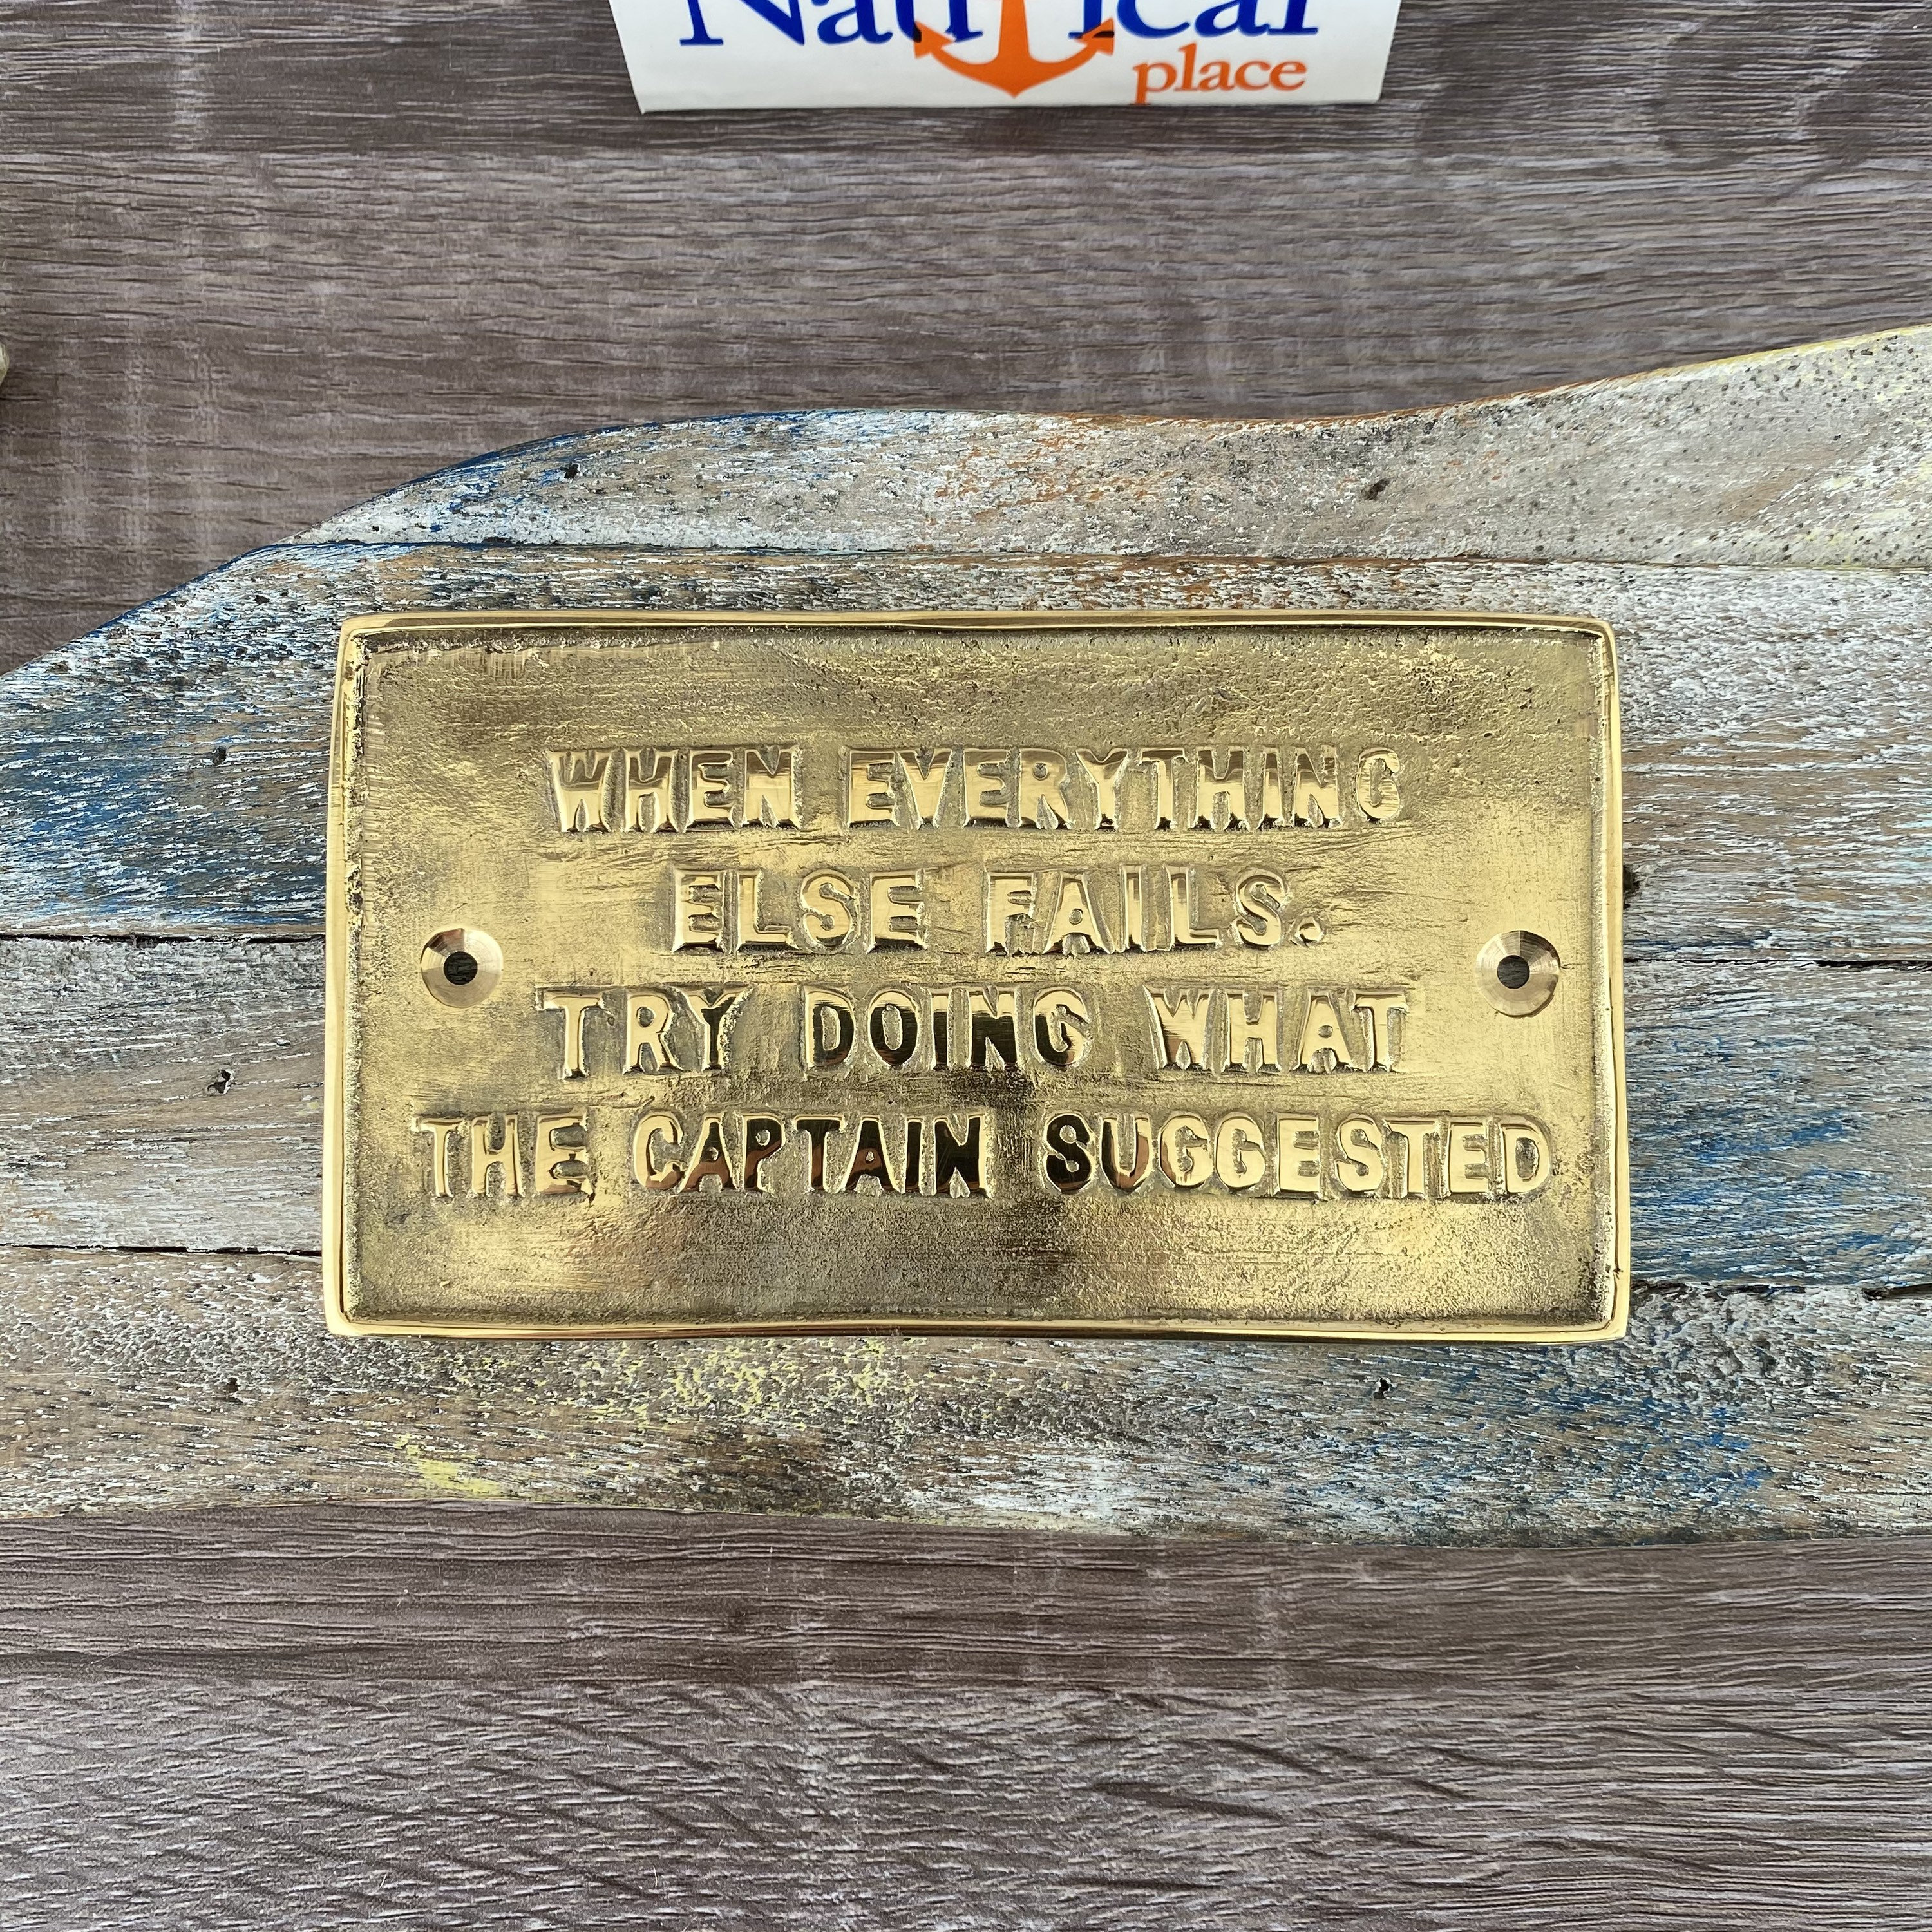 Nautical
place
WHEN EVERYTHING
ELSE FAILS.
TRY DOING WHAT
THE CAPTAIN SUGGESTED